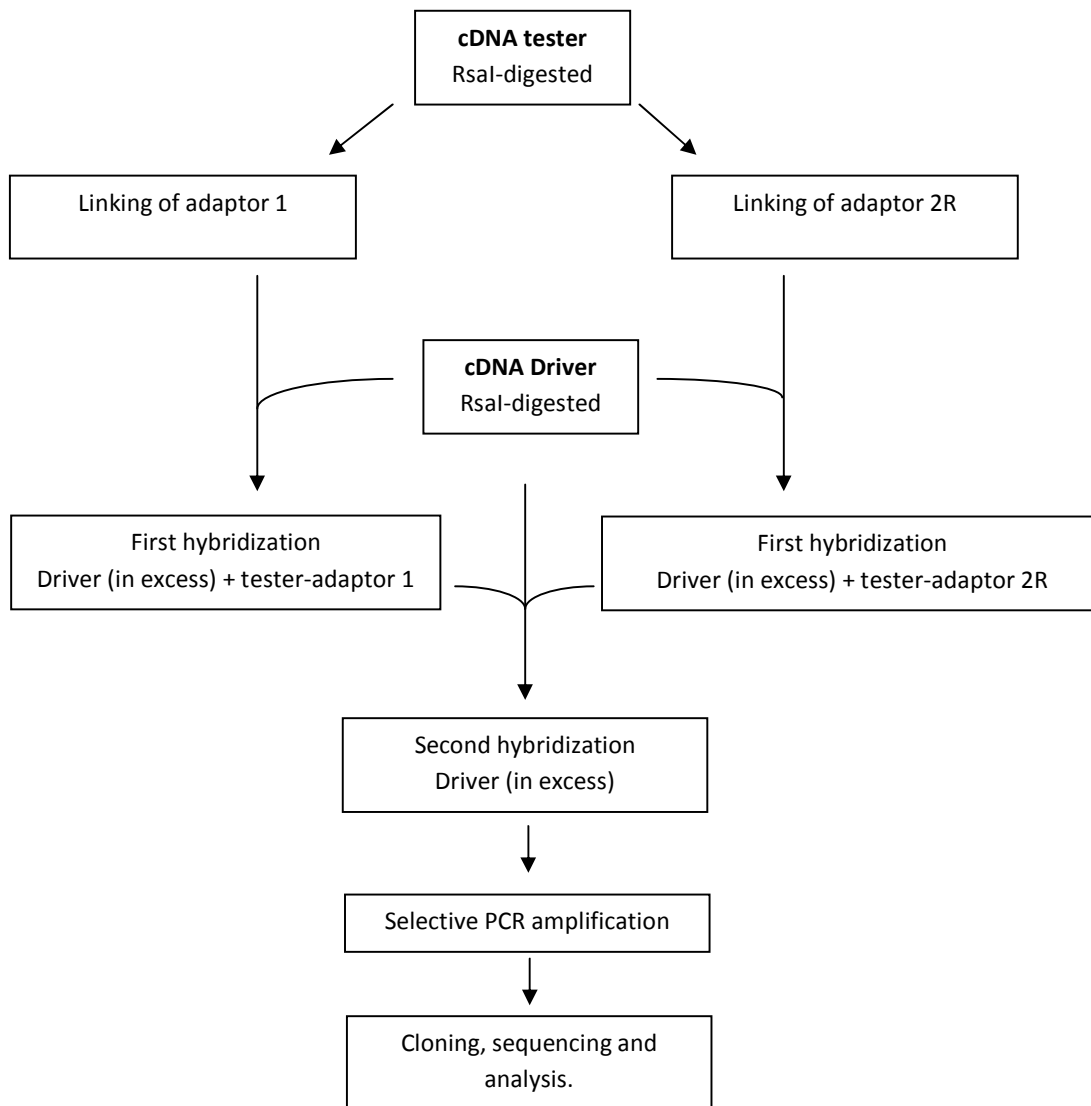 cDNA tester
RsaI-digested
Linking of adaptor 1
Linking of adaptor 2R
cDNA Driver
RsaI-digested
First hybridization
Driver (in excess) + tester-adaptor 1
First hybridization
Driver (in excess) + tester-adaptor 2R
Second hybridization
Driver (in excess)
Selective PCR amplification
Cloning, sequencing and
analysis.